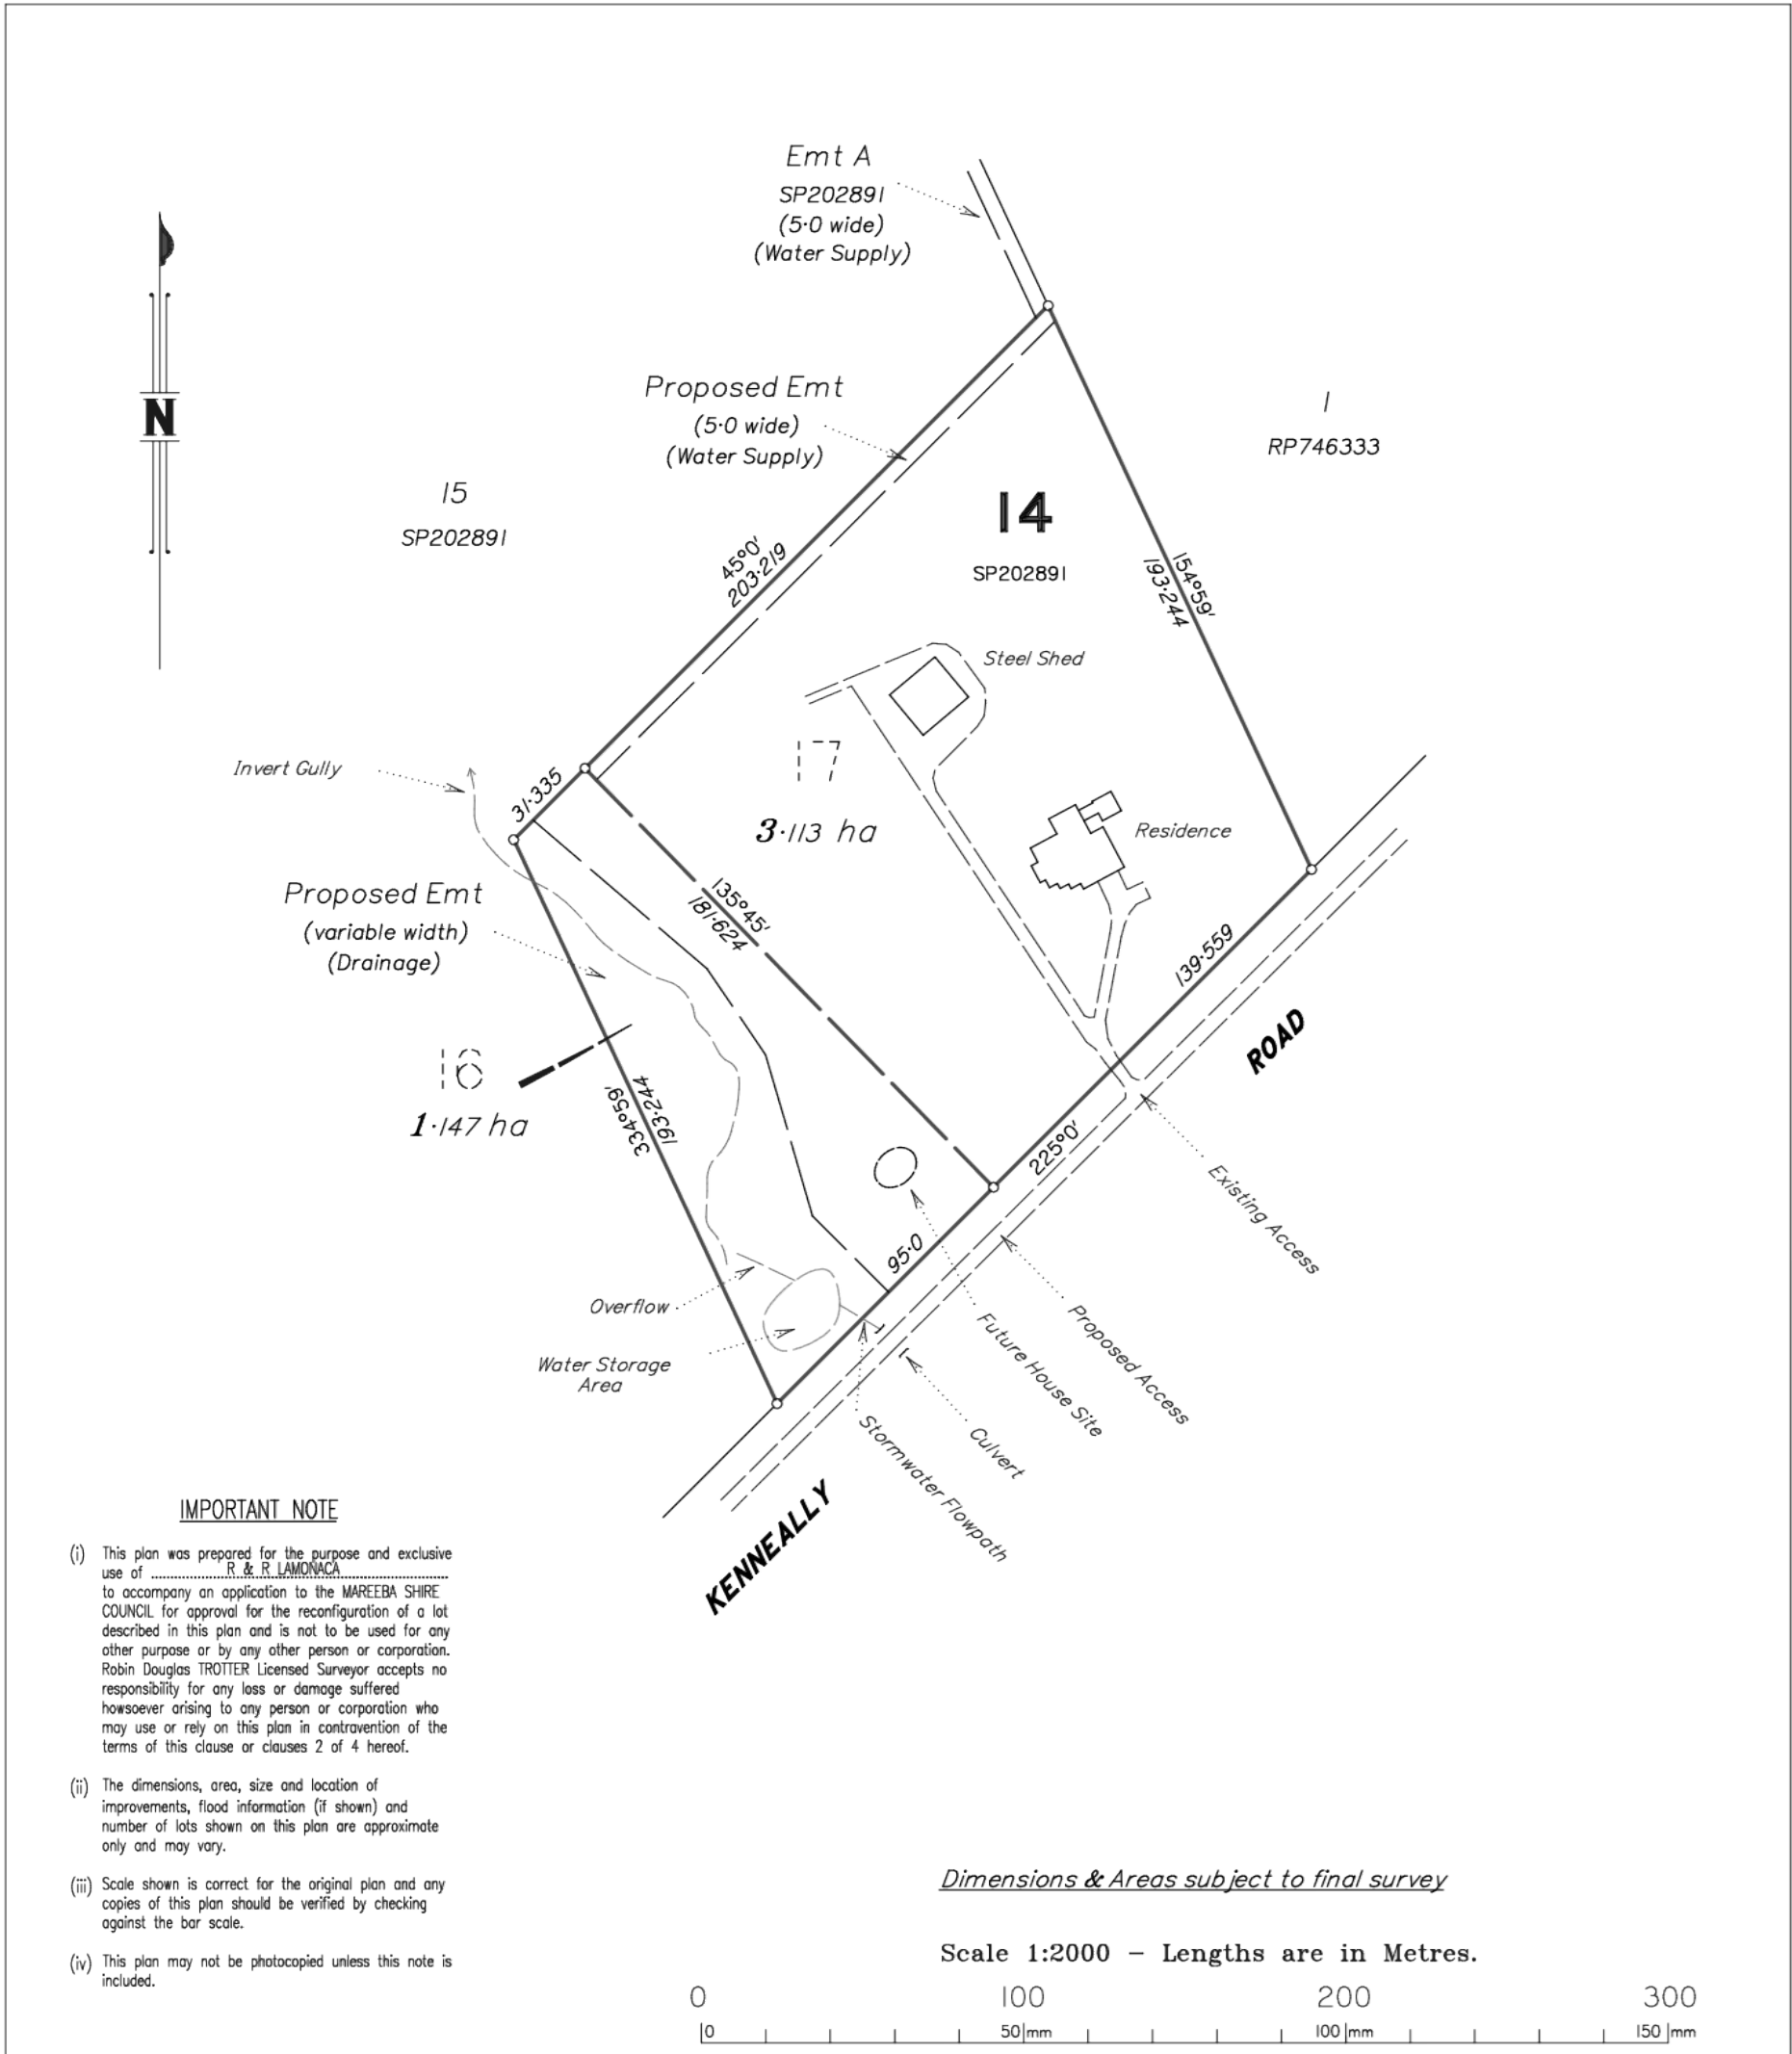 Emt A
SP202891
(5·0 wide)
(Water Supply)
N
Proposed Emt
(5·0 wide)
(Water Supply)
1
RP746333
15
SP202891
14
SP202891
45°0'
203·219
154°59'
193·244
Steel Shed
17
3·113 ha
Invert Gully
31·335
Residence
Proposed Emt
(variable width)
(Drainage)
135°45'
181·624
139·559
ROAD
16
1·147 ha
334°59'
193·244
225°0'
Existing Access
95·0
Overflow
Proposed Access
Future House Site
Water Storage
Area
Culvert
Stormwater Flowpath
KENNEALLY
IMPORTANT NOTE
(i) This plan was prepared for the purpose and exclusive
use of R & R LAMONACA
to accompany an application to the MAREEBA SHIRE
COUNCIL for approval for the reconfiguration of a lot
described in this plan and is not to be used for any
other purpose or by any other person or corporation.
Robin Douglas TROTTER Licensed Surveyor accepts no
responsibility for any loss or damage suffered
howsoever arising to any person or corporation who
may use or rely on this plan in contravention of the
terms of this clause or clauses 2 of 4 hereof.
(ii) The dimensions, area, size and location of
improvements, flood information (if shown) and
number of lots shown on this plan are approximate
only and may vary.
(iii) Scale shown is correct for the original plan and any
copies of this plan should be verified by checking
against the bar scale.
(iv) This plan may not be photocopied unless this note is
included.
Dimensions & Areas subject to final survey
Scale 1:2000 – Lengths are in Metres.
0 100 200 300
0 50 mm 100 mm 150 mm